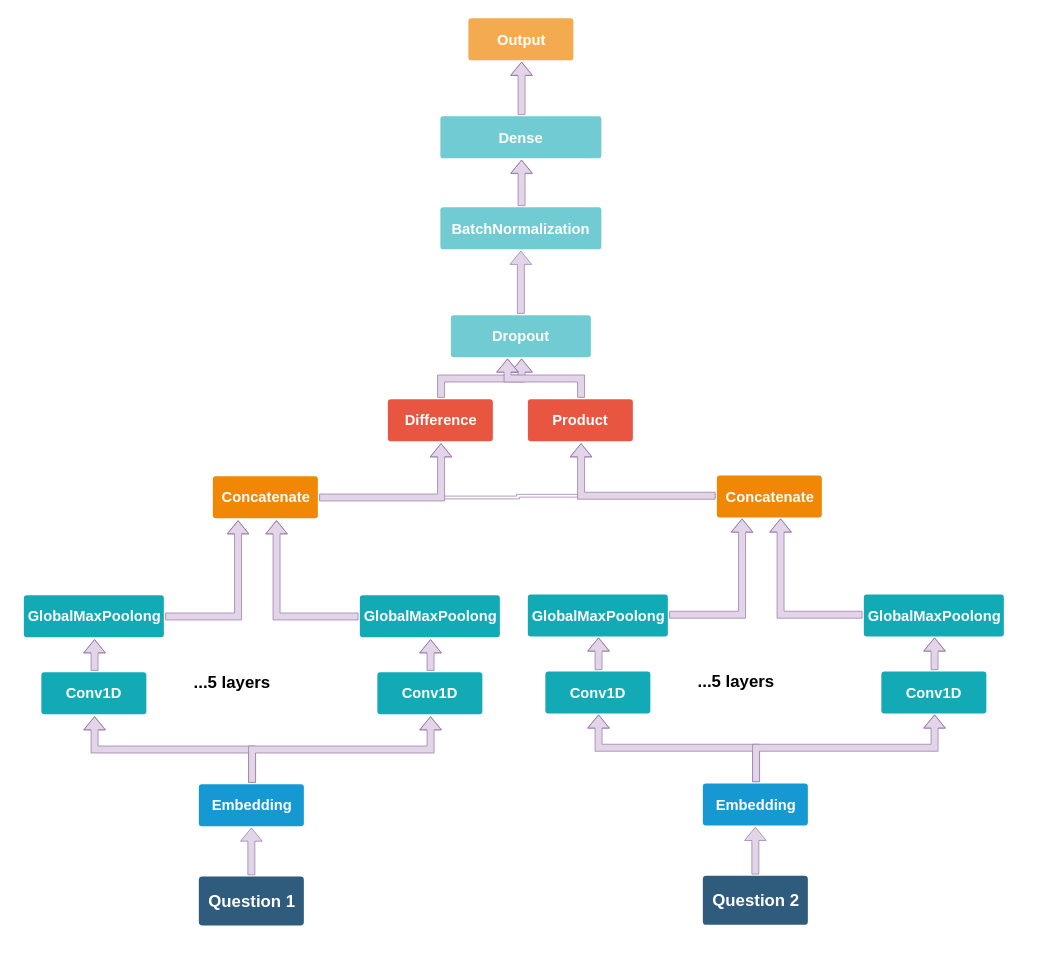 Output
Dense
BatchNormalization
Dropout
Difference
Product
Concatenate
Concatenate
GlobalMaxPoolong
GlobalMaxPoolong
GlobalMaxPoolong
GlobalMaxPoolong
Conv1D
...5 layers
Conv1D
Conv1D
...5 layers
Conv1D
Embedding
Embedding
Question 1
Question 2